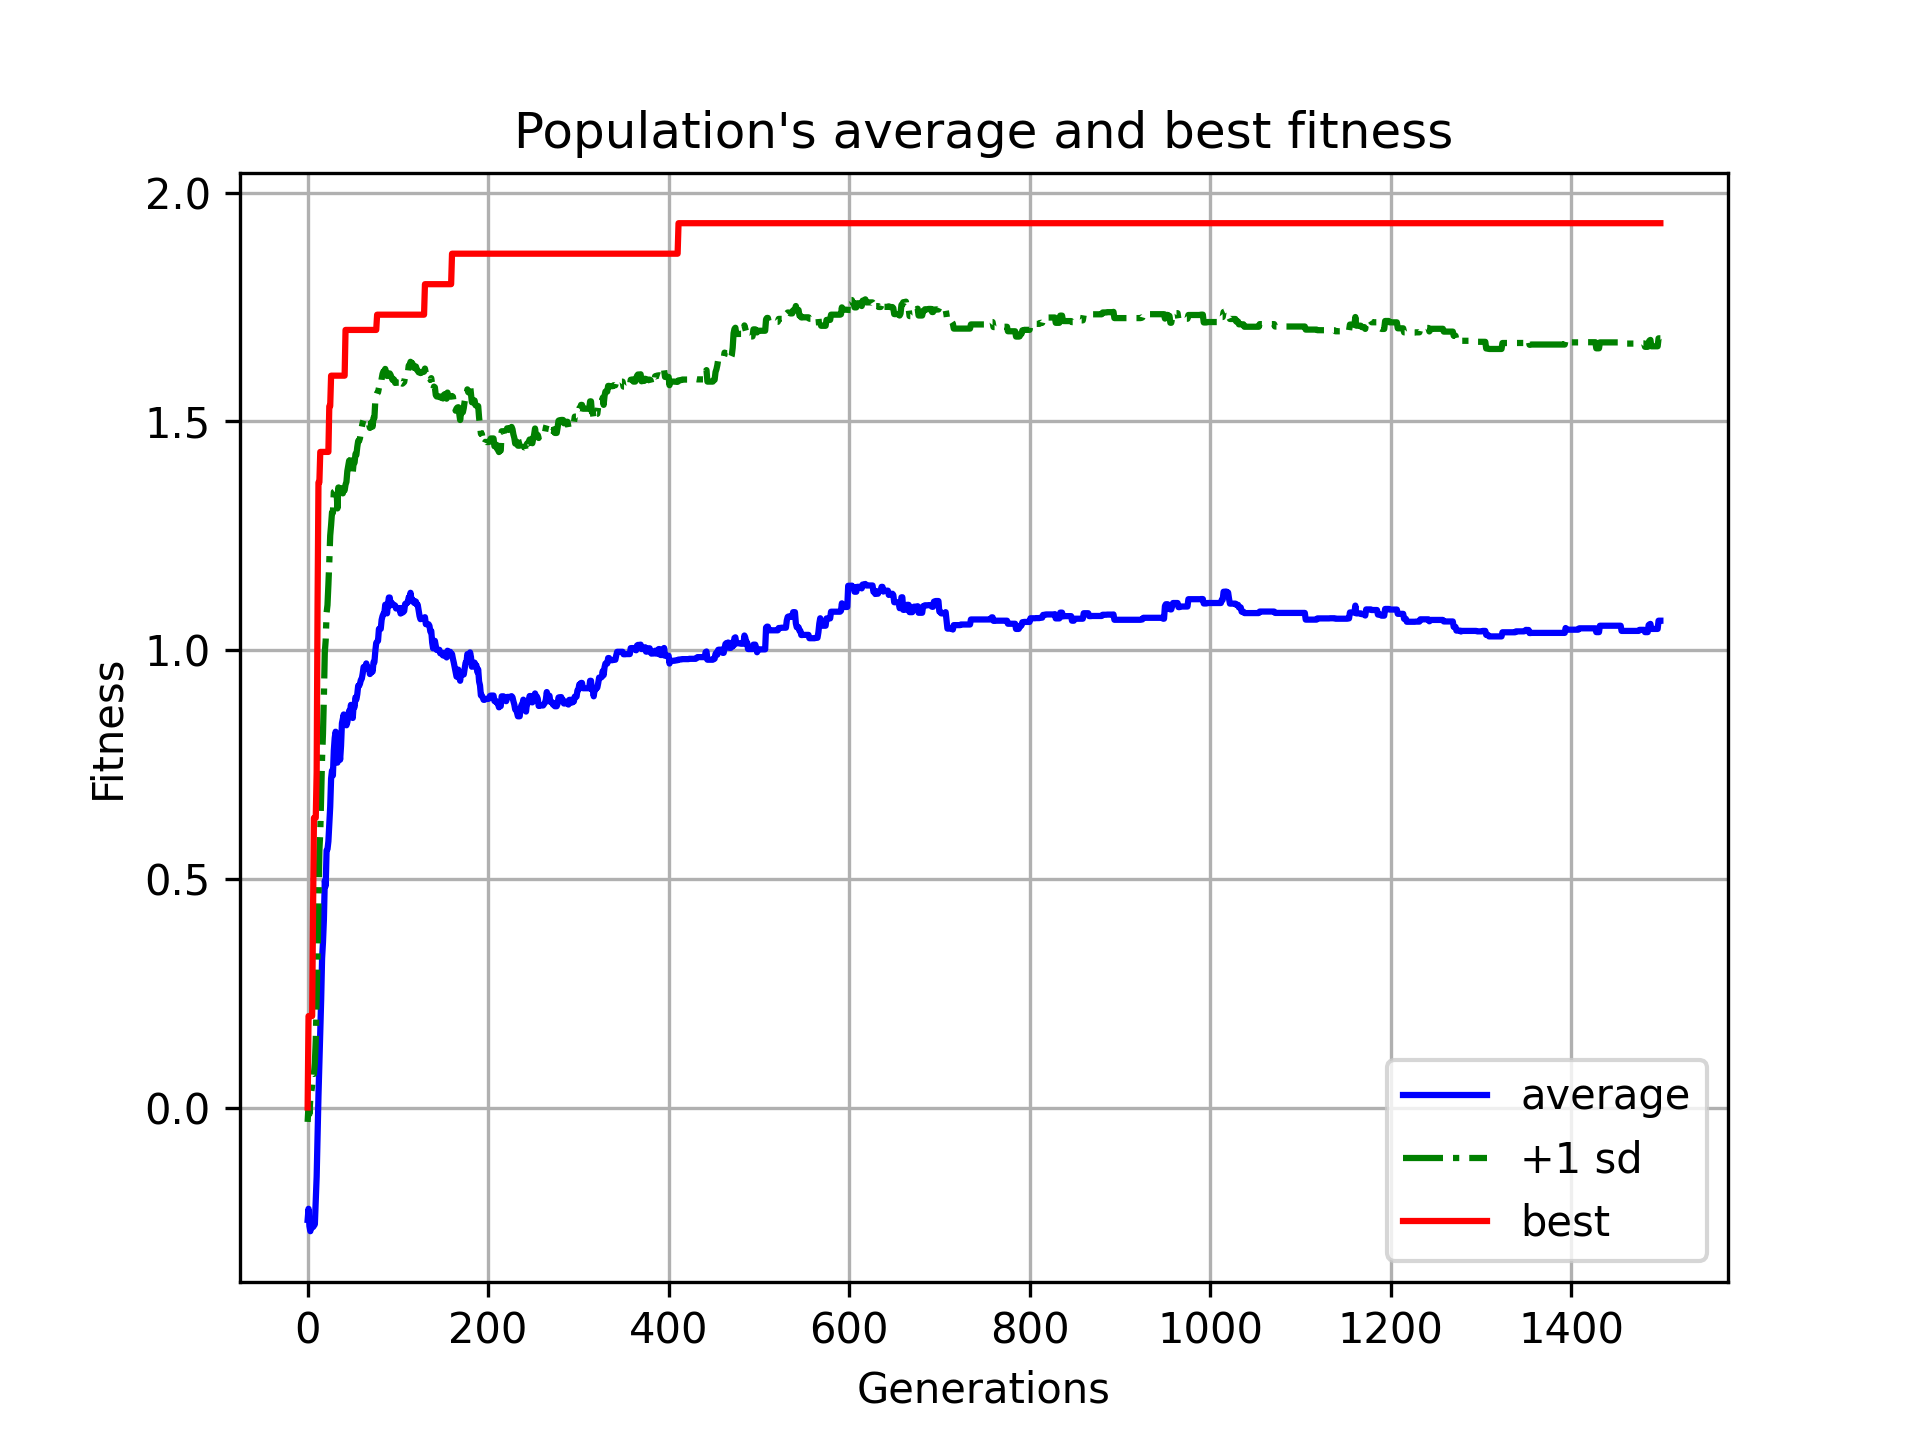 Population's average and best fitness
2.0
1.5
1.0
0.5
0.0
Fitness
0 200 400 600 800 1000 1200 1400
Generations
average
+1 sd
best